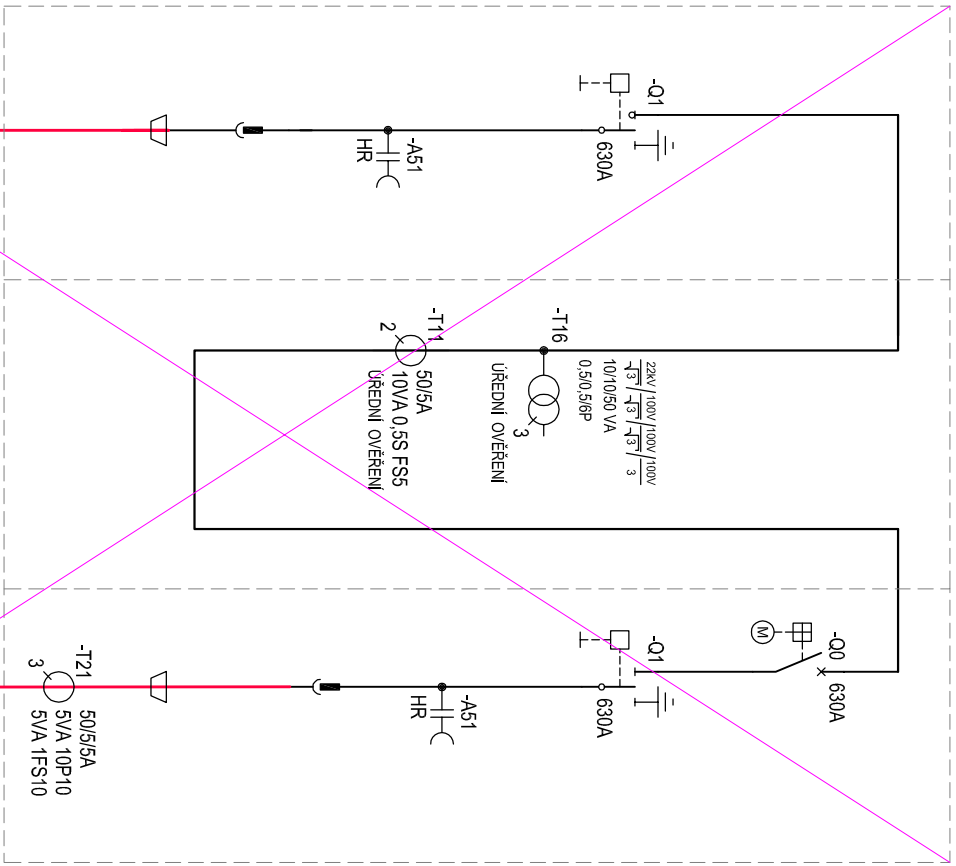 -Q1
630A
-A51
HR
-T16
22kV/100V/100V/100V
√3/√3/√3/3
10/10/50 VA
0,5/0,5/6P
3
ÚŘEDNÍ OVĚŘENÍ
-T11
2
50/5A
10VA 0,5S FS5
ÚŘEDNÍ OVĚŘENÍ
-Q0
630A
M
-Q1
630A
-A51
HR
-T21
3
50/5/5A
5VA 10P10
5VA 1FS10